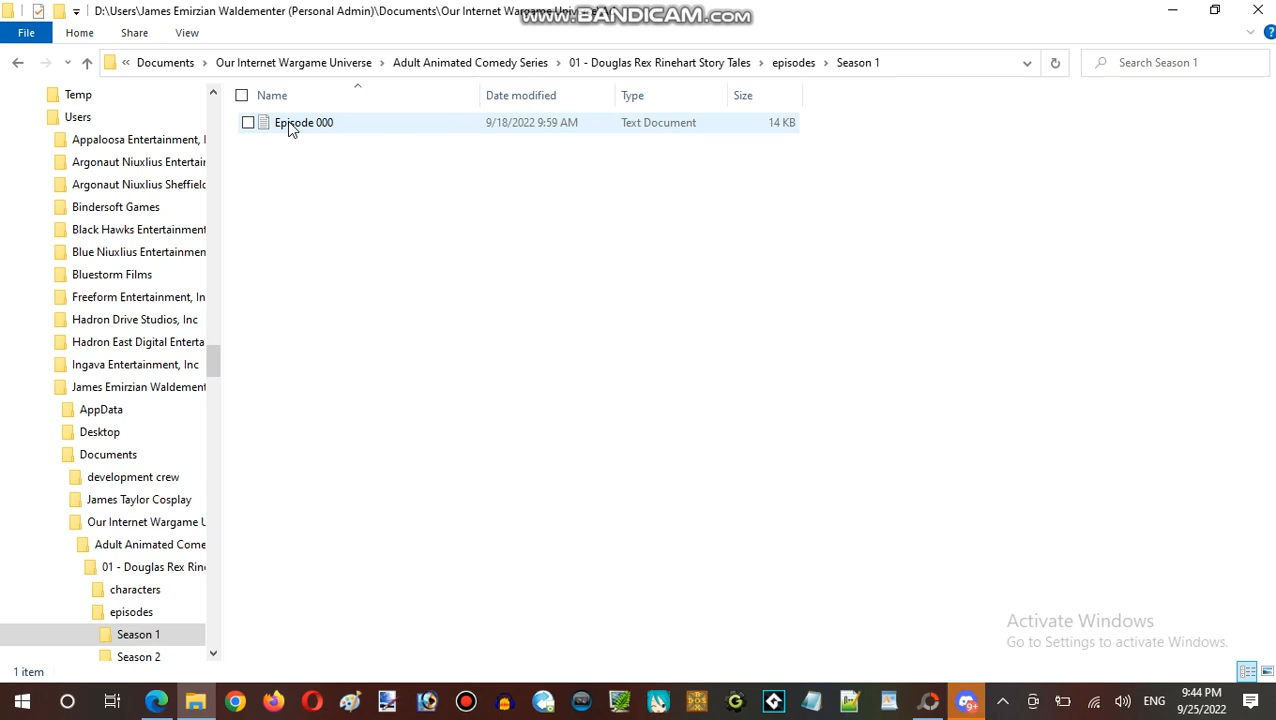 D:\Users\James Emirzian Waldementer (Personal Admin)\Documents\Our Internet Wargame
www.BANDICAM.com
File Home Share View
« Documents › Our Internet Wargame Universe › Adult Animated Comedy Series › 01 - Douglas Rex Rinehart Story Tales › episodes › Season 1
Search Season 1
Name Date modified Type Size
Episode 000 9/18/2022 9:59 AM Text Document 14 KB
Temp
Users
Appaloosa Entertainment, I
Argonaut Niuxlius Entertai
Argonaut Niuxlius Sheffield
Bindersoft Games
Black Hawks Entertainment
Blue Niuxlius Entertainmen
Bluestorm Films
Freeform Entertainment, In
Hadron Drive Studios, Inc
Hadron East Digital Enterta
Ingava Entertainment, Inc
James Emirzian Waldement
AppData
Desktop
Documents
development crew
James Taylor Cosplay
Our Internet Wargame U
Adult Animated Come
01 - Douglas Rex Rine
characters
episodes
Season 1
Season 2
1 item
Activate Windows
Go to Settings to activate Windows.
9+
ENG
9:44 PM
9/25/2022